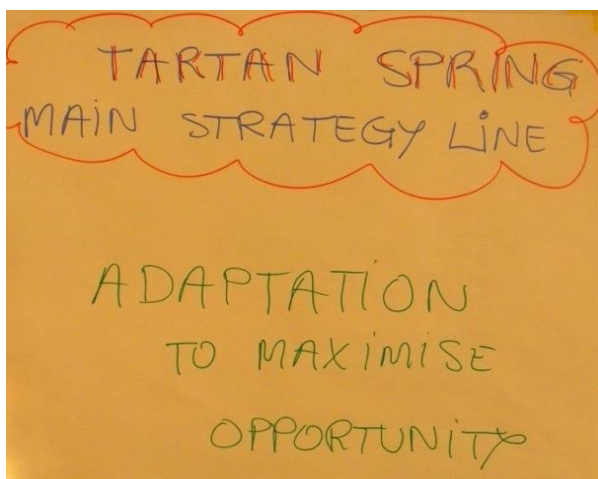 TARTAN SPRING
MAIN STRATEGY LINE
ADAPTATION
TO MAXIMISE
OPPORTUNITY